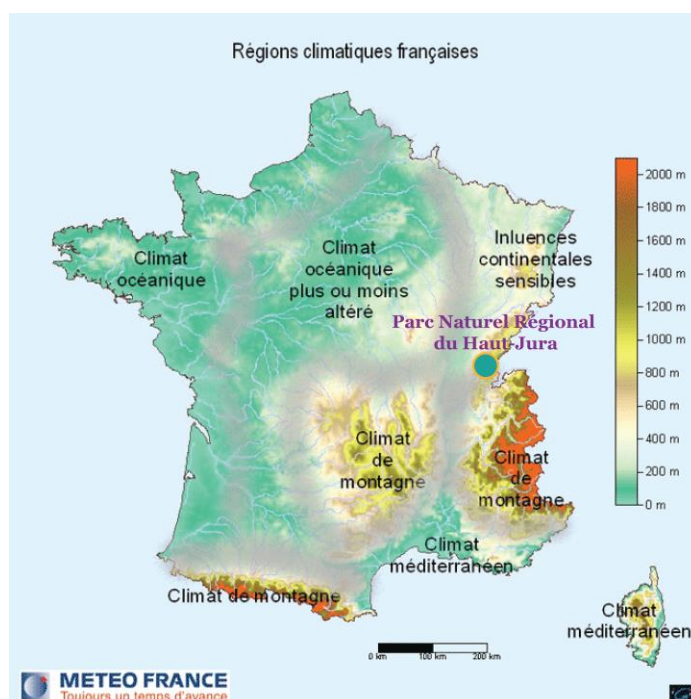 Régions climatiques françaises
2000 m
1800 m
1600 m
1400 m
1200 m
1000 m
800 m
600 m
400 m
200 m
0 m
Climat
océanique
Climat
océanique
plus ou moins
altéré
Inluences
continentales
sensibles
Parc Naturel Régional
du Haut-Jura
Climat
de
montagne
Climat
de
montagne
Climat
méditerranéen
Climat de montagne
Climat
méditerranéen
0 km 100 km 200 km
METEO FRANCE
Toujours un temps d'avance